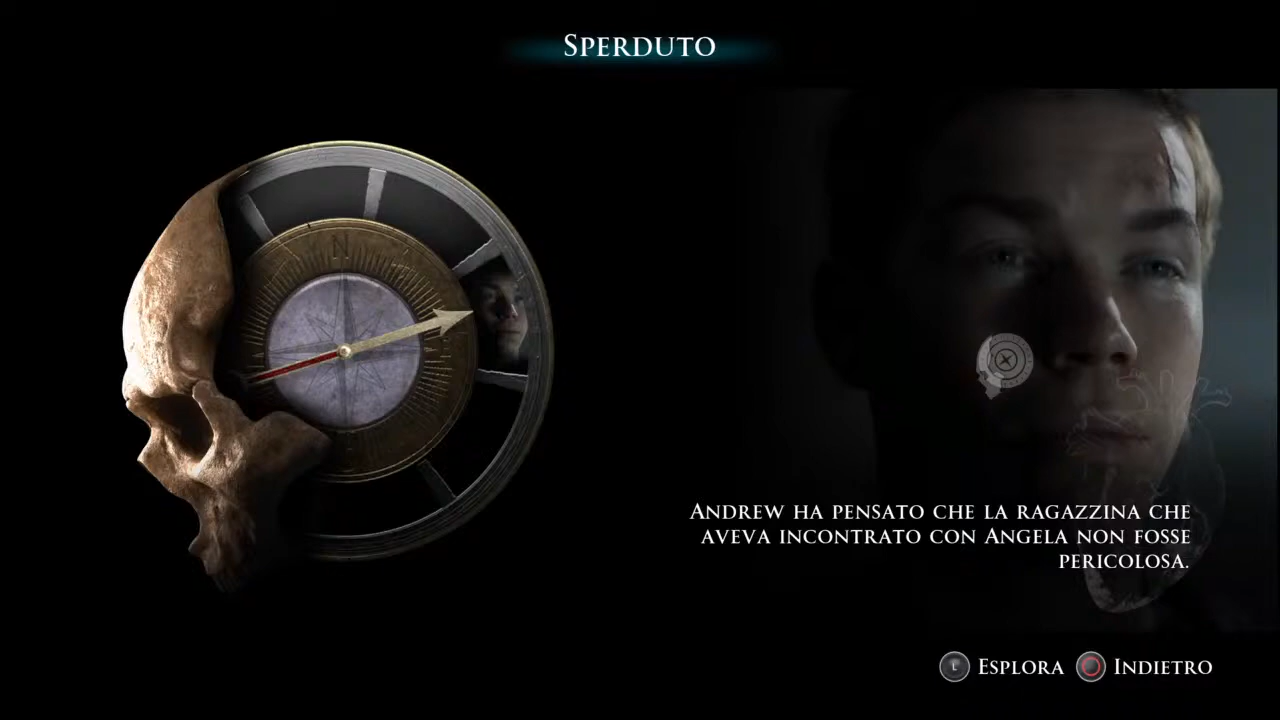 Sperduto
N
Andrew ha pensato che la ragazzina che
aveva incontrato con Angela non fosse
pericolosa.
L Esplora Indietro